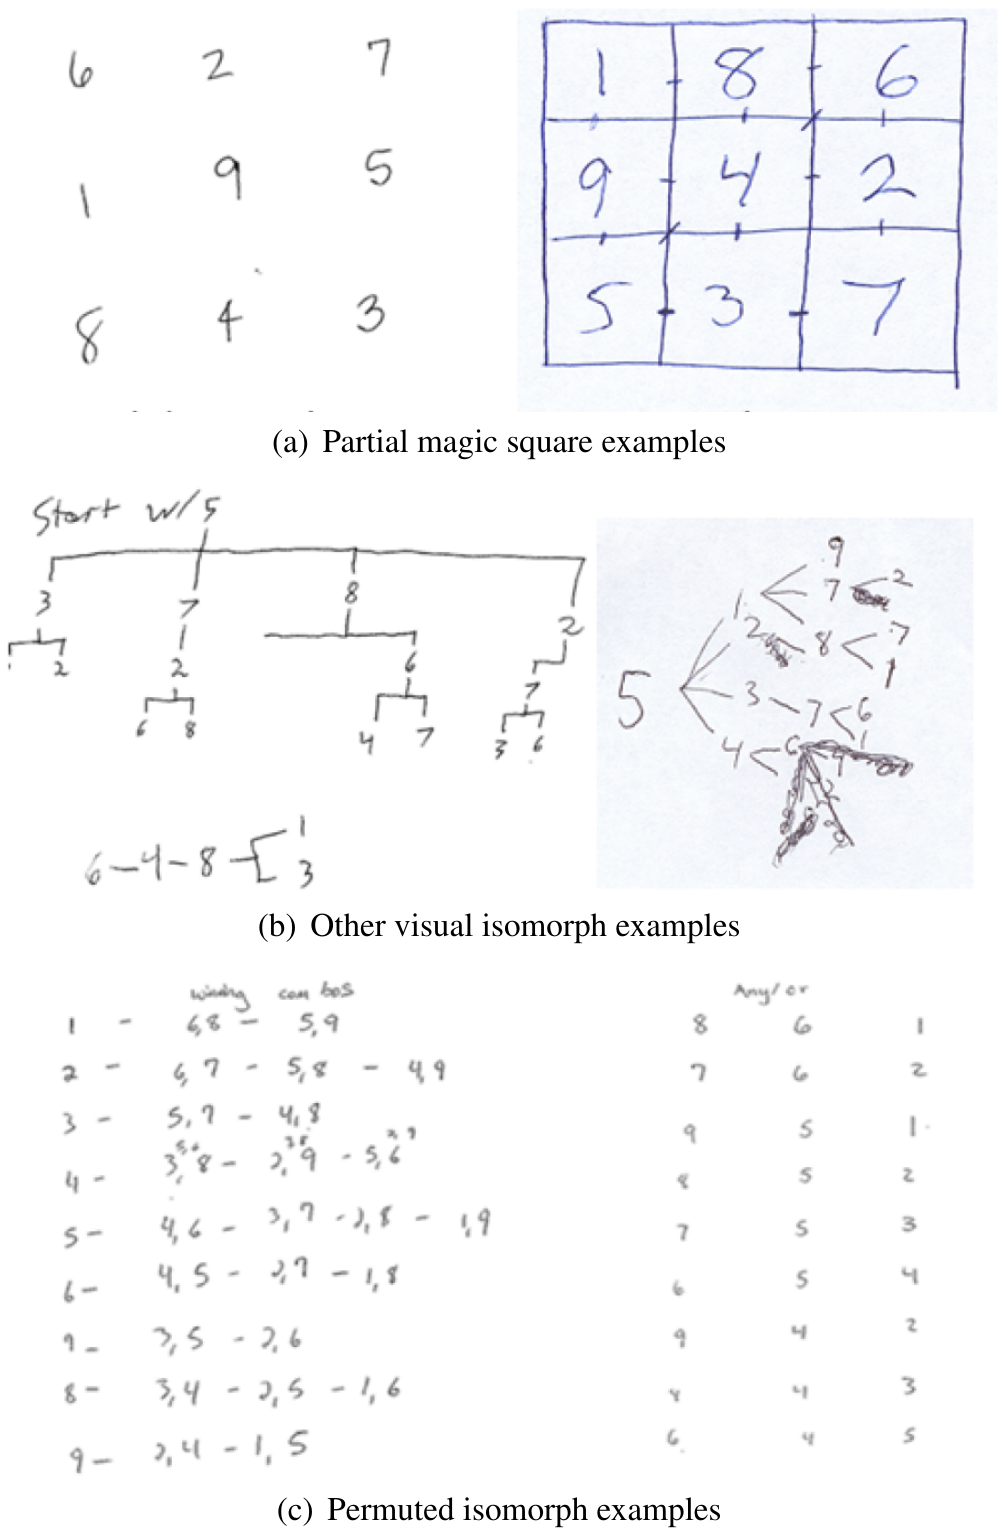 6 2 7
1 9 5
8 4 3
1 8 6
9 4 2
5 3 7
(a) Partial magic square examples
Start w/5
3 7 8 2
2 1 2 6 7
6 8 4 7 3 6
6-4-8 1
3
5
1 9
7 2
2 8 7
1
3 7 6
4 6 1
(b) Other visual isomorph examples
winning combos
1 - 6,8 - 5,9
2 - 6,7 - 5,8 - 4,9
3 - 5,7 - 4,8
4 - 3,8 - 2,9 - 5,6
5 - 4,6 - 3,7 - 2,8 - 1,9
6 - 4,5 - 2,7 - 1,8
7 - 3,5 - 2,6
8 - 3,4 - 2,5 - 1,6
9 - 2,4 - 1,5
Any/or
8 6 1
7 6 2
9 5 1
8 5 2
7 5 3
6 5 4
9 4 2
8 4 3
6 4 5
(c) Permuted isomorph examples